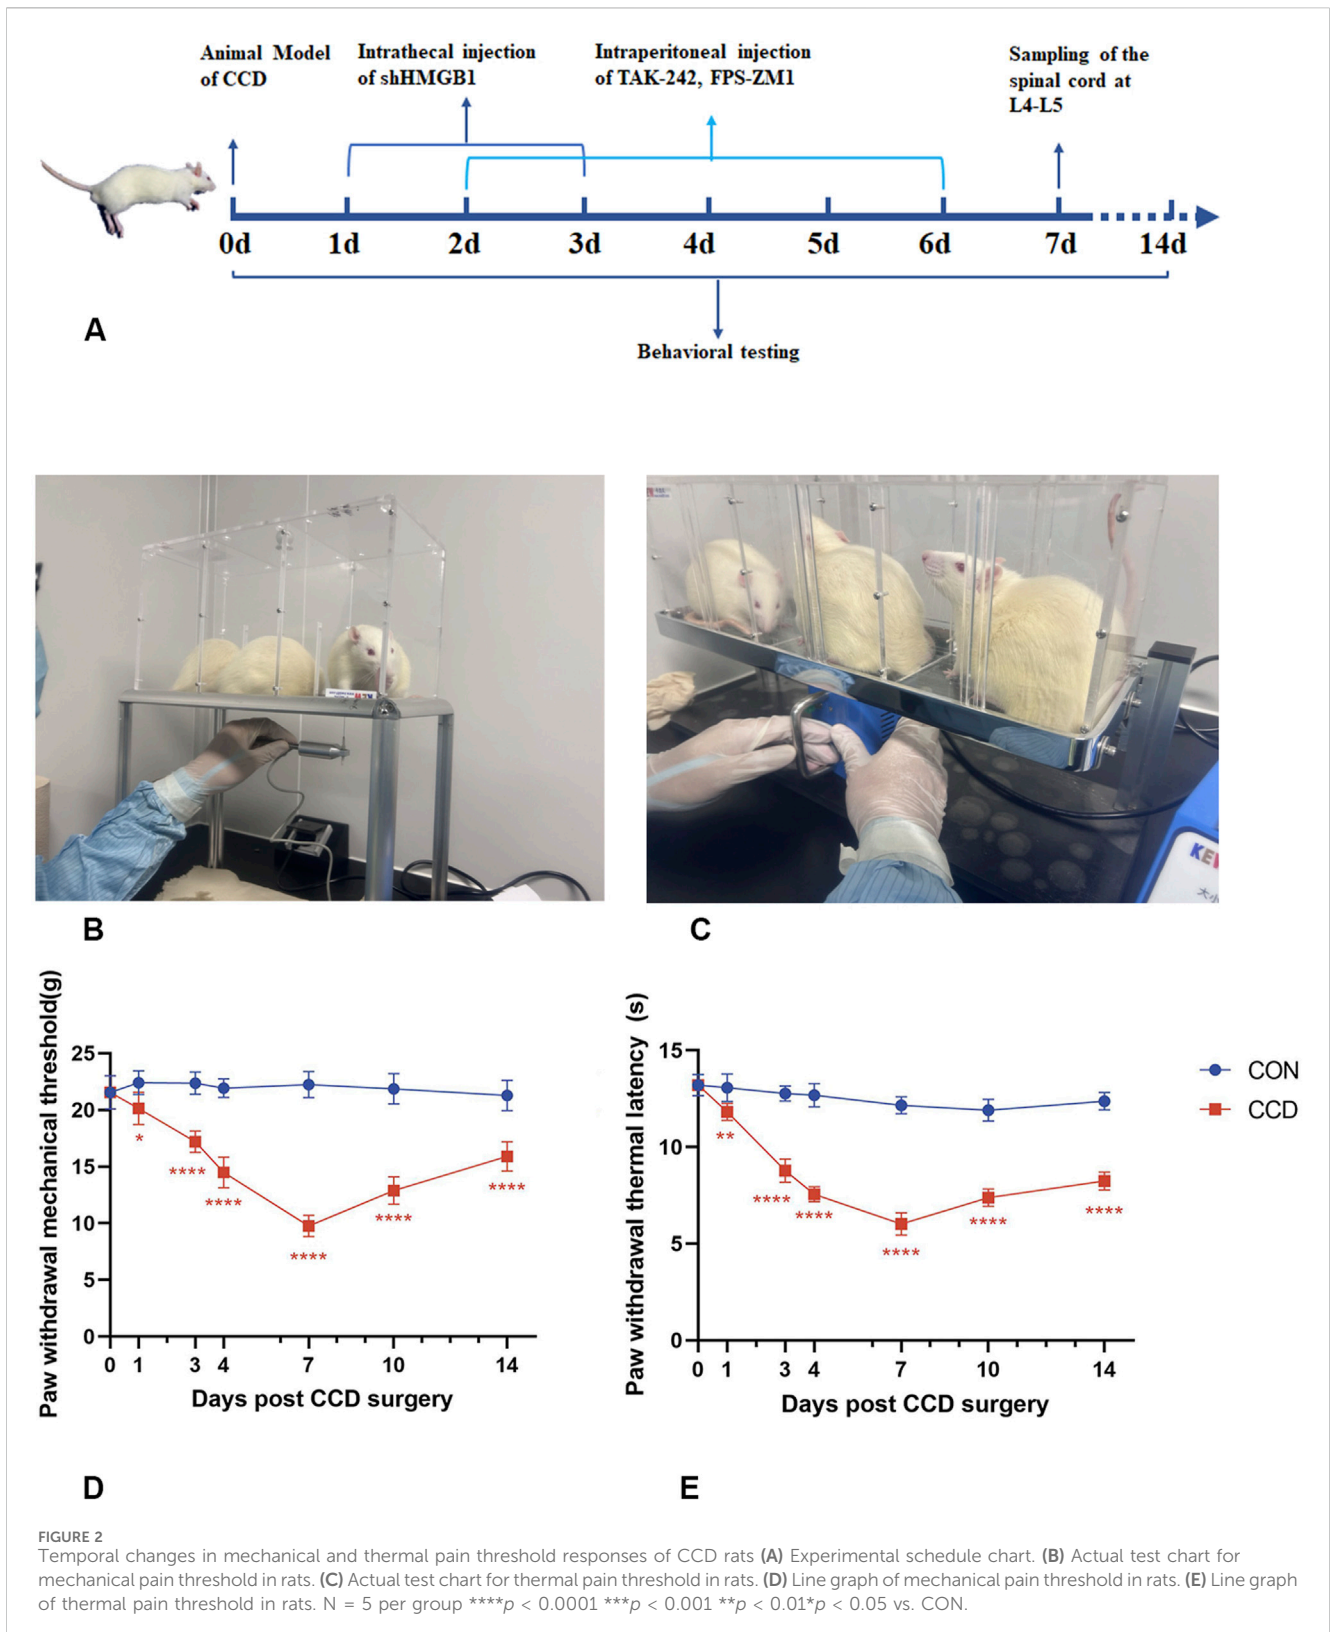 Animal Model
of CCD
Intrathecal injection
of shHMGB1
Intraperitoneal injection
of TAK-242, FPS-ZM1
Sampling of the
spinal cord at
L4-L5
0d 1d 2d 3d 4d 5d 6d 7d 14d
Behavioral testing
A
B
C
Paw withdrawal mechanical threshold(g)
25
20
15
10
5
0
* **** **** **** **** ****
0 1 3 4 7 10 14
Days post CCD surgery
D
Paw withdrawal thermal latency (s)
15
10
5
0
** **** **** **** **** ****
0 1 3 4 7 10 14
Days post CCD surgery
CON
CCD
E
FIGURE 2
Temporal changes in mechanical and thermal pain threshold responses of CCD rats (A) Experimental schedule chart. (B) Actual test chart for
mechanical pain threshold in rats. (C) Actual test chart for thermal pain threshold in rats. (D) Line graph of mechanical pain threshold in rats. (E) Line graph
of thermal pain threshold in rats. N = 5 per group ****p < 0.0001 ***p < 0.001 **p < 0.01*p < 0.05 vs. CON.